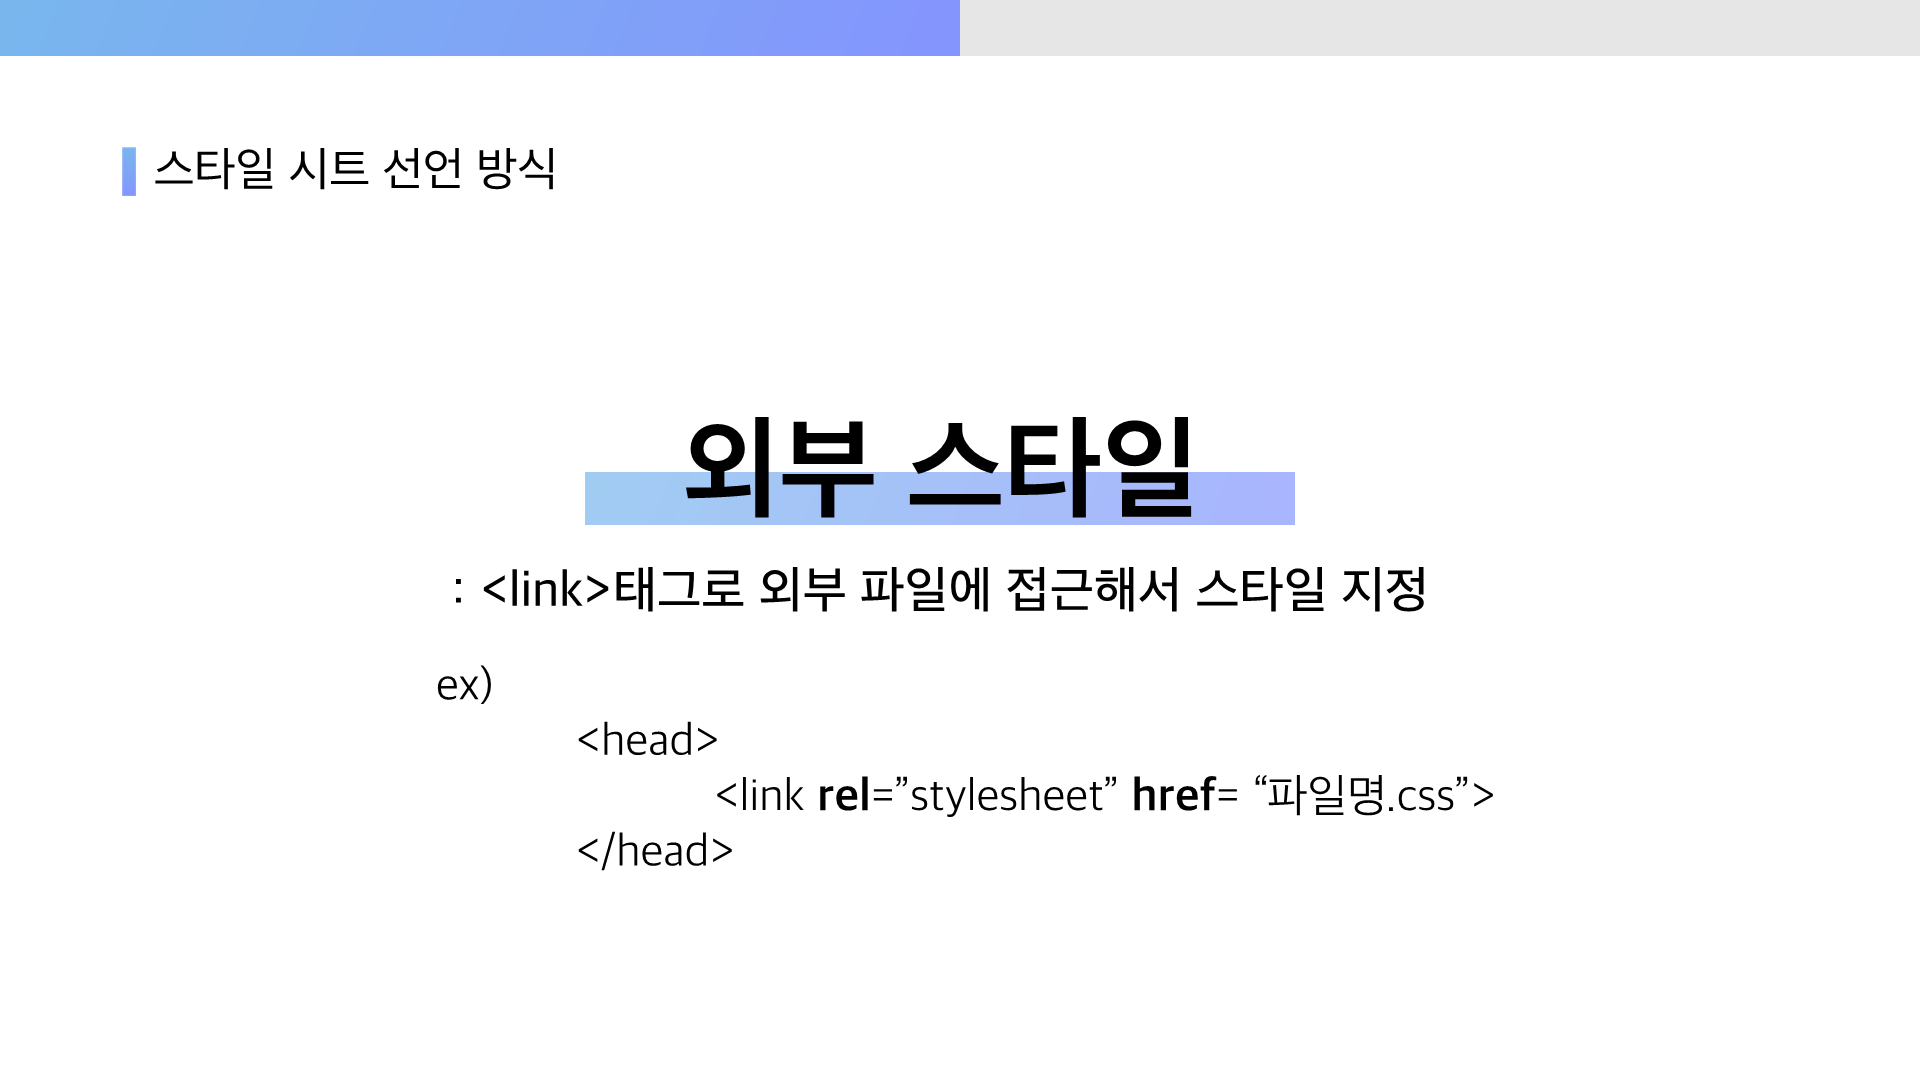 스타일 시트 선언 방식
외부 스타일
: <link>태그로 외부 파일에 접근해서 스타일 지정
ex)
<head>
<link rel=”stylesheet” href= “파일명.css”>
</head>